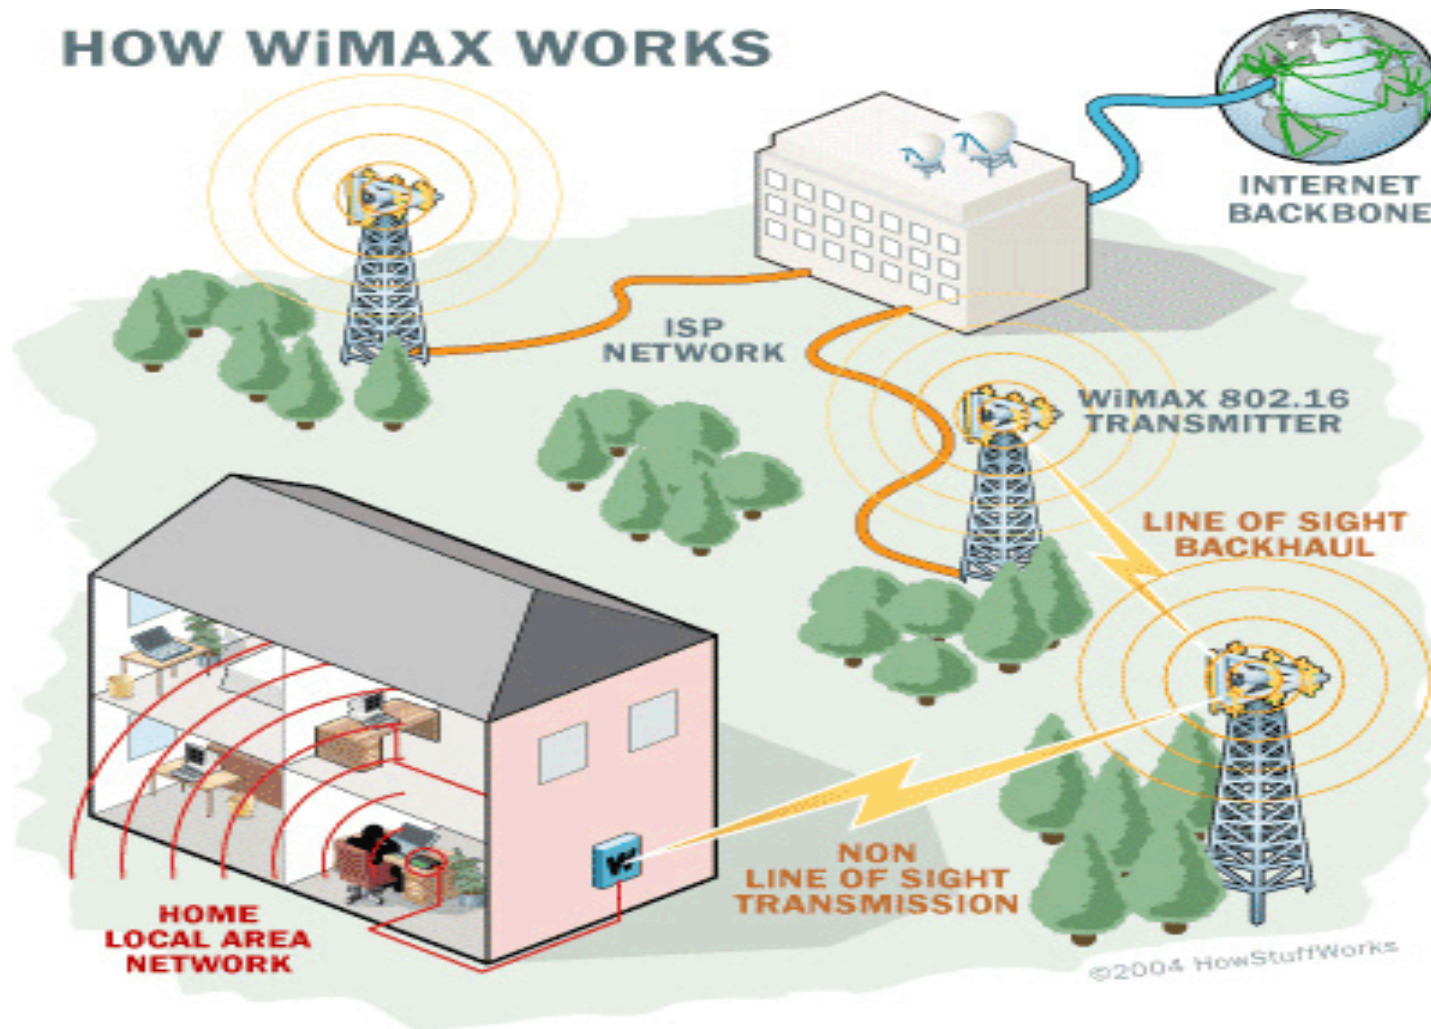 HOW WiMAX WORKS
INTERNET
BACKBONE
ISP
NETWORK
WiMAX 802.16
TRANSMITTER
LINE OF SIGHT
BACKHAUL
NON
LINE OF SIGHT
TRANSMISSION
HOME
LOCAL AREA
NETWORK
©2004 HowStuffWorks